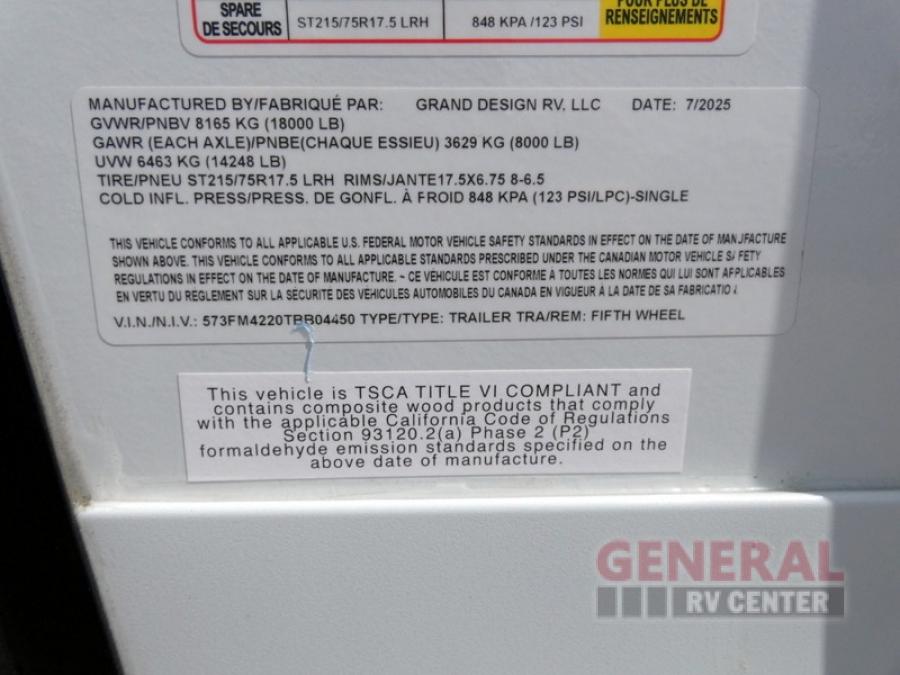 SPARE
DE SECOURS
ST215/75R17.5 LRH
848 KPA /123 PSI
POUR PLUS DE
RENSEIGNEMENTS
MANUFACTURED BY/FABRIQUÉ PAR: GRAND DESIGN RV, LLC DATE: 7/2025
GVWR/PNBV 8165 KG (18000 LB)
GAWR (EACH AXLE)/PNBE(CHAQUE ESSIEU) 3629 KG (8000 LB)
UVW 6463 KG (14248 LB)
TIRE/PNEU ST215/75R17.5 LRH RIMS/JANTE17.5X6.75 8-6.5
COLD INFL. PRESS/PRESS. DE GONFL. À FROID 848 KPA (123 PSI/LPC)-SINGLE
THIS VEHICLE CONFORMS TO ALL APPLICABLE U.S. FEDERAL MOTOR VEHICLE SAFETY STANDARDS IN EFFECT ON THE DATE OF MANUFACTURE
SHOWN ABOVE. THIS VEHICLE CONFORMS TO ALL APPLICABLE STANDARDS PRESCRIBED UNDER THE CANADIAN MOTOR VEHICLE SAFETY
REGULATIONS IN EFFECT ON THE DATE OF MANUFACTURE. - CE VÉHICULE EST CONFORME À TOUTES LES NORMES QUI LUI SONT APPLICABLES
EN VERTU DU REGLEMENT SUR LA SÉCURITE DES VÉHICULES AUTOMOBILES DU CANADA EN VIGUEUR À LA DATE DE SA FABRICATIO
V.I.N./N.I.V.: 573FM4220TBB04450 TYPE/TYPE: TRAILER TRA/REM: FIFTH WHEEL
This vehicle is TSCA TITLE VI COMPLIANT and
contains composite wood products that comply
with the applicable California Code of Regulations
Section 93120.2(a) Phase 2 (P2)
formaldehyde emission standards specified on the
above date of manufacture.
GENERAL
RV CENTER